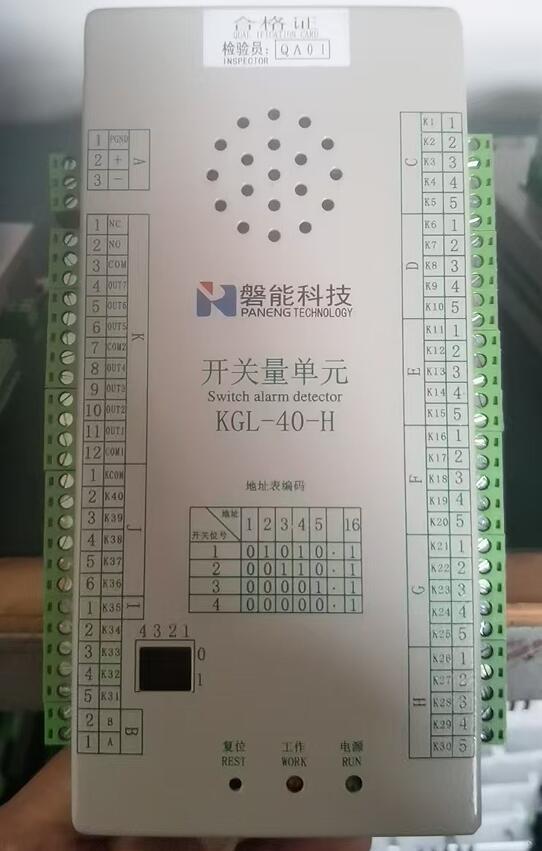 合格证
QUALIFICATION CARD
检验员: QA01
INSPECTOR
1 PGND
2 +
3 -
A
1 NC
2 NO
3 COM
4 OUT7
5 OUT6
6 OUT5
7 COM2
8 OUT4
9 OUT3
10 OUT2
11 OUT1
12 COM1
K
1 KCOM
2 K40
3 K39
4 K38
5 K37
6 K36
J
1 K35
2 K34
3 K33
4 K32
5 K31
I
2 B
1 A
B
磐能科技
PANENG TECHNOLOGY
开关量单元
Switch alarm detector
KGL-40-H
地址表编码
地址 1 2 3 4 5 16
开关位号
1 0 1 0 1 0 · 1
2 0 0 1 1 0 · 1
3 0 0 0 0 1 · 1
4 0 0 0 0 0 · 1
4 3 2 1
0
1
复位 工作 电源
REST WORK RUN
C
K1 1
K2 2
K3 3
K4 4
K5 5
D
K6 1
K7 2
K8 3
K9 4
K10 5
E
K11 1
K12 2
K13 3
K14 4
K15 5
F
K16 1
K17 2
K18 3
K19 4
K20 5
G
K21 1
K22 2
K23 3
K24 4
K25 5
H
K26 1
K27 2
K28 3
K29 4
K30 5